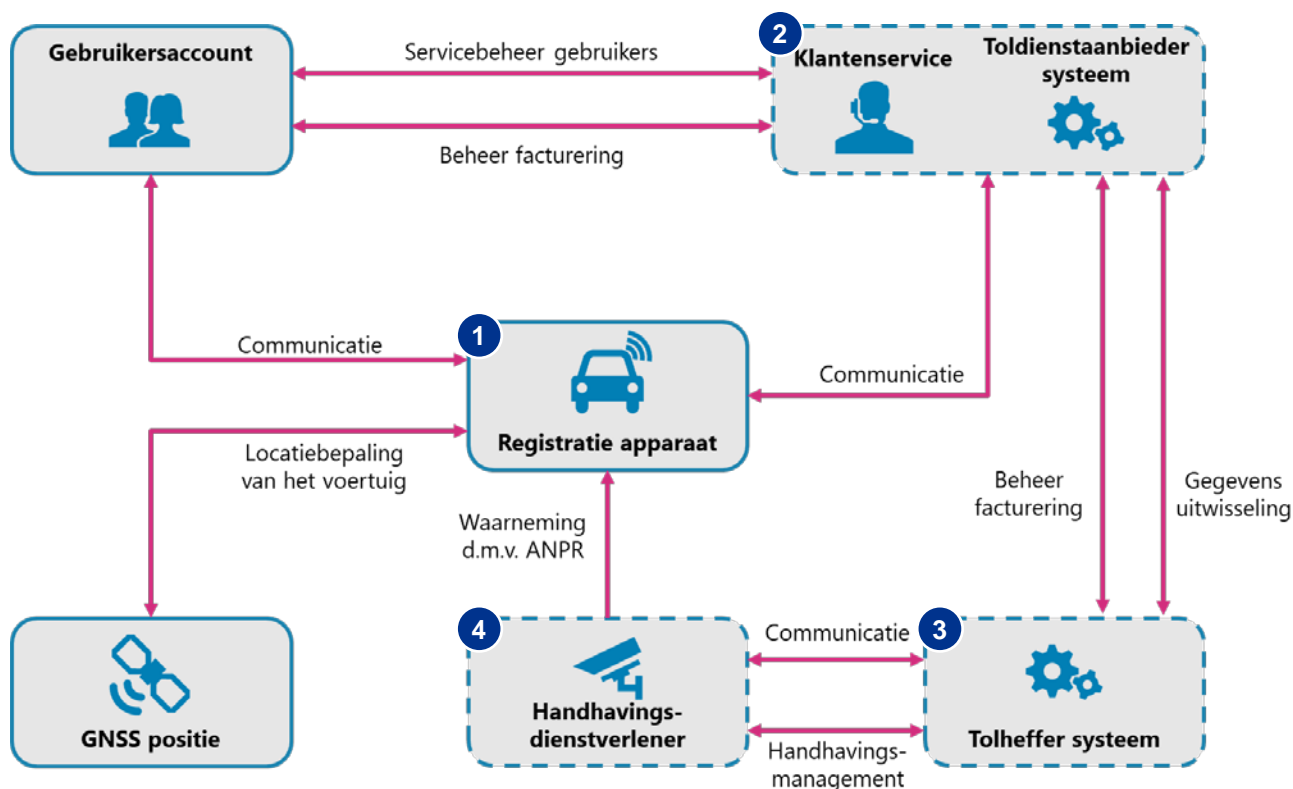 Gebruikersaccount
Servicebeheer gebruikers
Beheer facturering
2
Klantenservice
Toldienstaanbieder
systeem
Communicatie
1
Registratie apparaat
Communicatie
Locatiebepaling
van het voertuig
Waarneming
d.m.v. ANPR
Beheer
facturering
Gegevens
uitwisseling
GNSS positie
4
Handhavings-
dienstverlener
Communicatie
Handhavings-
management
3
Tolheffer systeem